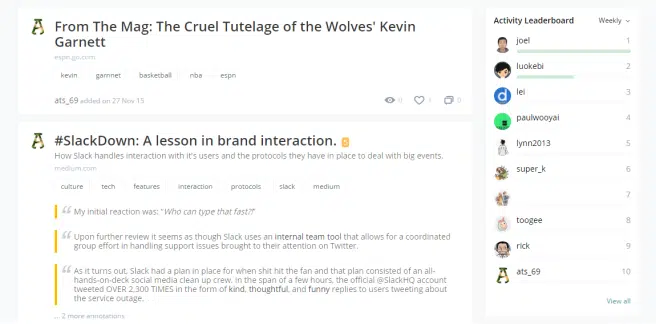 From The Mag: The Cruel Tutelage of the Wolves' Kevin
Garnett
espn.go.com
kevin garnnet basketball nba espn
ats_69 added on 27 Nov 15 0 1 0
#SlackDown: A lesson in brand interaction.
How Slack handles interaction with it's users and the protocols they have in place to deal with big events.
medium.com
culture tech features interaction protocols slack medium
“ My initial reaction was: "Who can type that fast!?"
“ Upon further review it seems as though Slack uses an internal team tool that allows for a coordinated
group effort in handling support issues brought to their attention on Twitter.
“ As it turns out, Slack had a plan in place for when shit hit the fan and that plan consisted of an all-
hands-on-deck social media clean up crew. In the span of a few hours, the official @SlackHQ account
tweeted OVER 2,300 TIMES in the form of kind, thoughtful, and funny replies to users tweeting about
the service outage.
... 2 more annotations
Activity Leaderboard Weekly
joel 1
luokebi 2
lei 3
paulwooyai 4
lynn2013 5
super_k 6
7
toogee 8
rick 9
ats_69 10
View all